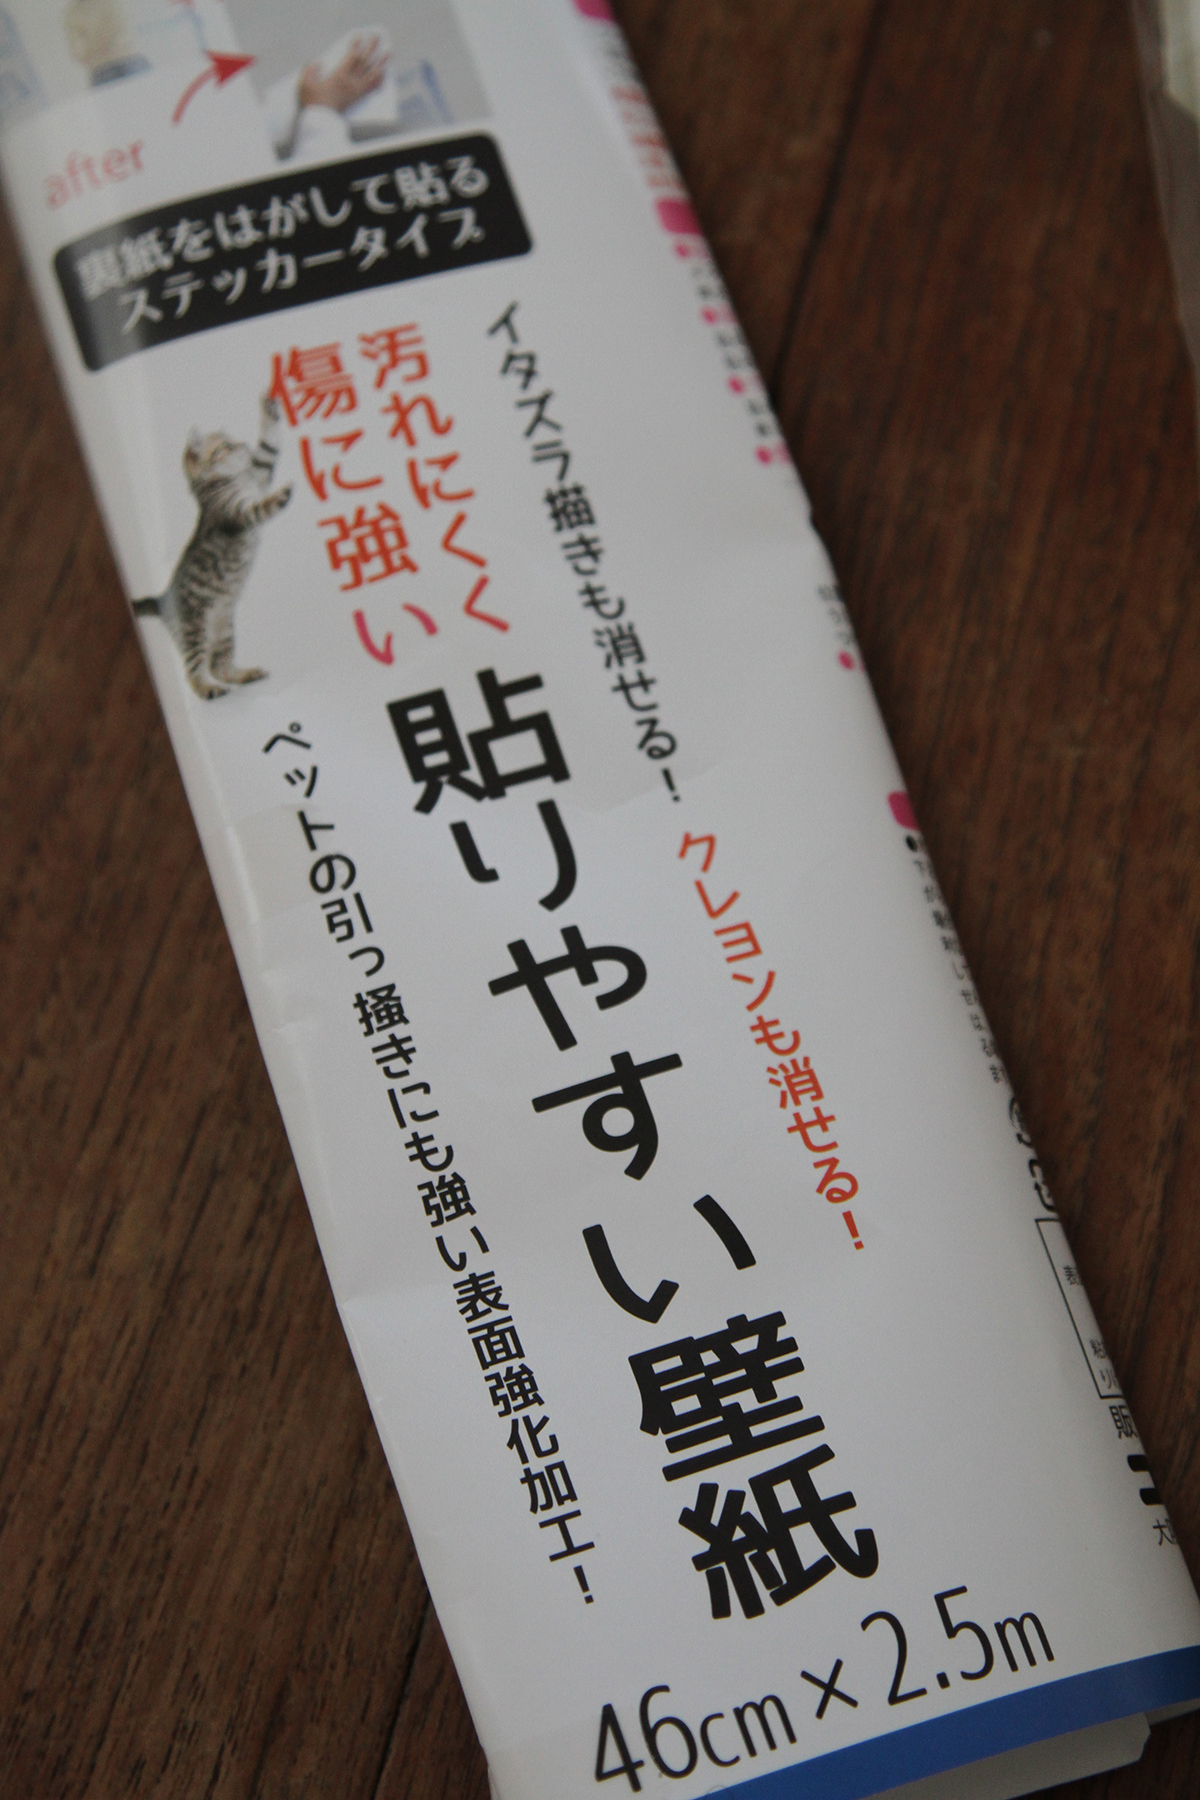 after
裏紙をはがして貼る
ステッカータイプ
イタズラ描きも消せる！クレヨンも消せる！
汚れにくく
傷に強い
貼りやすい壁紙
ペットの引っ掻きにも強い表面強化加工！
46cm×2.5m